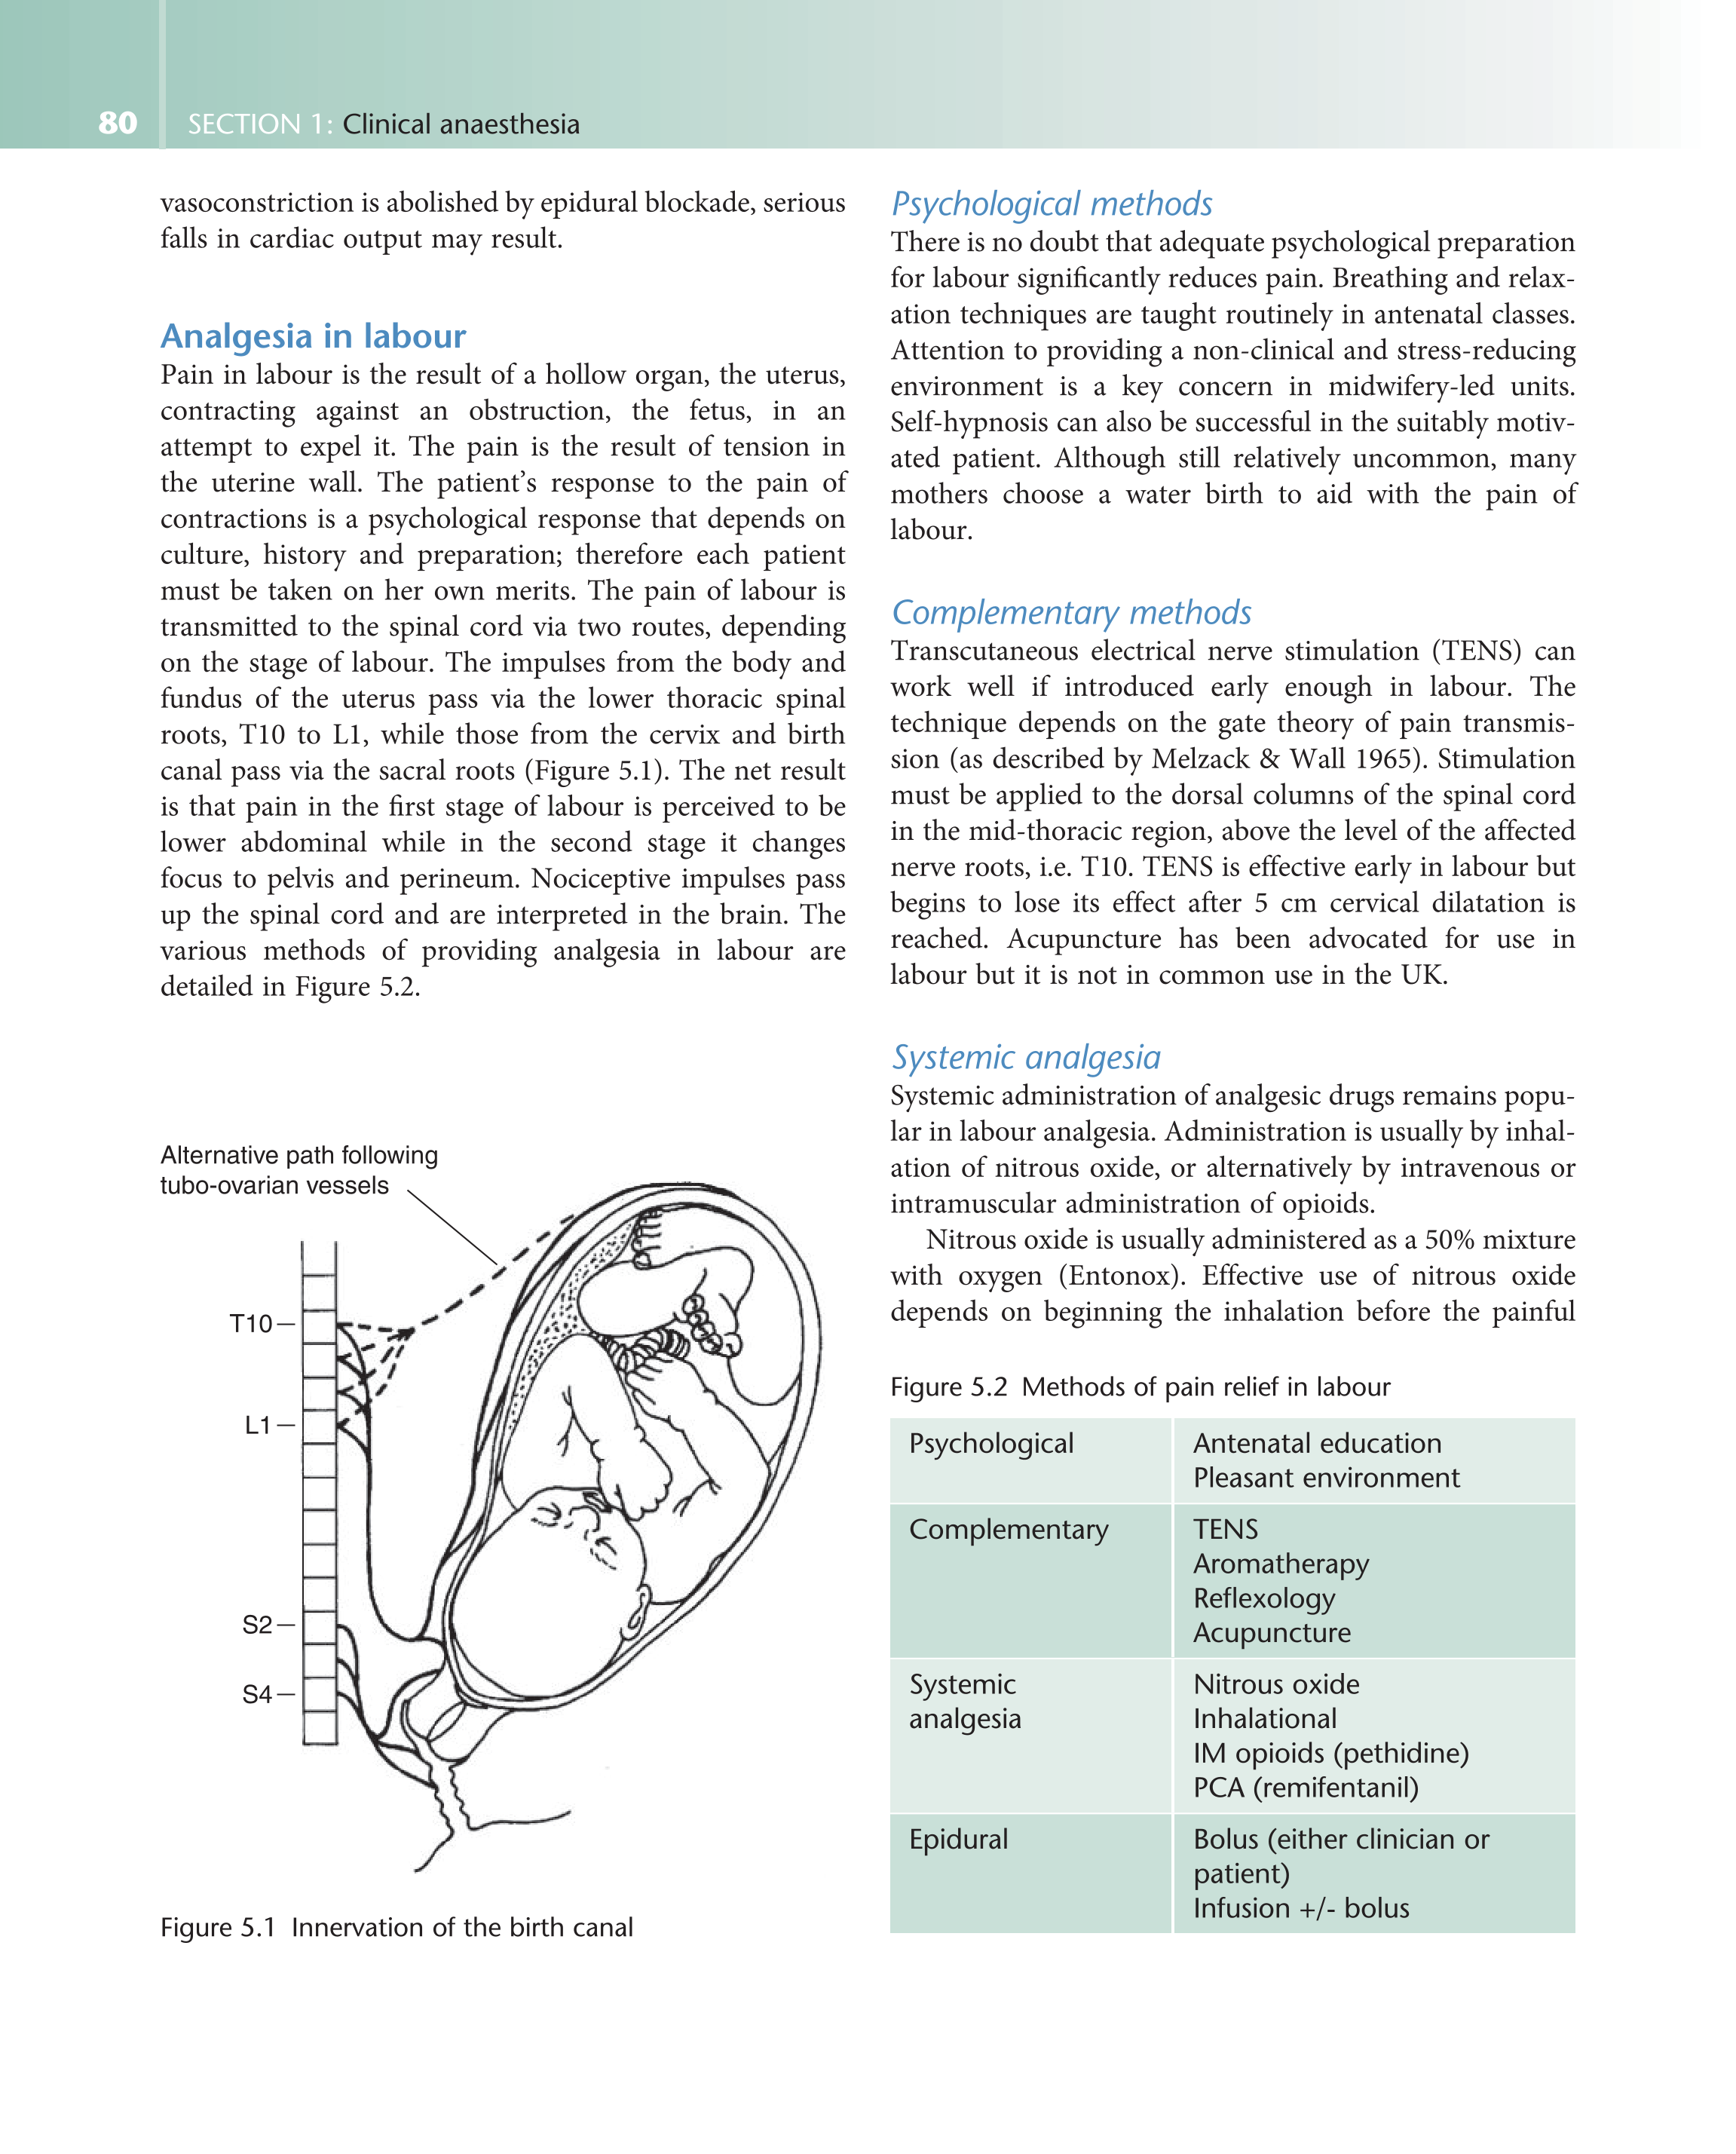 80
SECTION 1: Clinical anaesthesia
vasoconstriction is abolished by epidural blockade, serious
falls in cardiac output may result.
Analgesia in labour
Pain in labour is the result of a hollow organ, the uterus,
contracting against an obstruction, the fetus, in an
attempt to expel it. The pain is the result of tension in
the uterine wall. The patient’s response to the pain of
contractions is a psychological response that depends on
culture, history and preparation; therefore each patient
must be taken on her own merits. The pain of labour is
transmitted to the spinal cord via two routes, depending
on the stage of labour. The impulses from the body and
fundus of the uterus pass via the lower thoracic spinal
roots, T10 to L1, while those from the cervix and birth
canal pass via the sacral roots (Figure 5.1). The net result
is that pain in the first stage of labour is perceived to be
lower abdominal while in the second stage it changes
focus to pelvis and perineum. Nociceptive impulses pass
up the spinal cord and are interpreted in the brain. The
various methods of providing analgesia in labour are
detailed in Figure 5.2.
Alternative path following
tubo-ovarian vessels
T10
L1
S2
S4
Figure 5.1 Innervation of the birth canal
Psychological methods
There is no doubt that adequate psychological preparation
for labour significantly reduces pain. Breathing and relax-
ation techniques are taught routinely in antenatal classes.
Attention to providing a non-clinical and stress-reducing
environment is a key concern in midwifery-led units.
Self-hypnosis can also be successful in the suitably motiv-
ated patient. Although still relatively uncommon, many
mothers choose a water birth to aid with the pain of
labour.
Complementary methods
Transcutaneous electrical nerve stimulation (TENS) can
work well if introduced early enough in labour. The
technique depends on the gate theory of pain transmis-
sion (as described by Melzack & Wall 1965). Stimulation
must be applied to the dorsal columns of the spinal cord
in the mid-thoracic region, above the level of the affected
nerve roots, i.e. T10. TENS is effective early in labour but
begins to lose its effect after 5 cm cervical dilatation is
reached. Acupuncture has been advocated for use in
labour but it is not in common use in the UK.
Systemic analgesia
Systemic administration of analgesic drugs remains popu-
lar in labour analgesia. Administration is usually by inhal-
ation of nitrous oxide, or alternatively by intravenous or
intramuscular administration of opioids.
Nitrous oxide is usually administered as a 50% mixture
with oxygen (Entonox). Effective use of nitrous oxide
depends on beginning the inhalation before the painful
Figure 5.2 Methods of pain relief in labour
Psychological
Antenatal education
Pleasant environment
Complementary
TENS
Aromatherapy
Reflexology
Acupuncture
Systemic
analgesia
Nitrous oxide
Inhalational
IM opioids (pethidine)
PCA (remifentanil)
Epidural
Bolus (either clinician or
patient)
Infusion +/- bolus